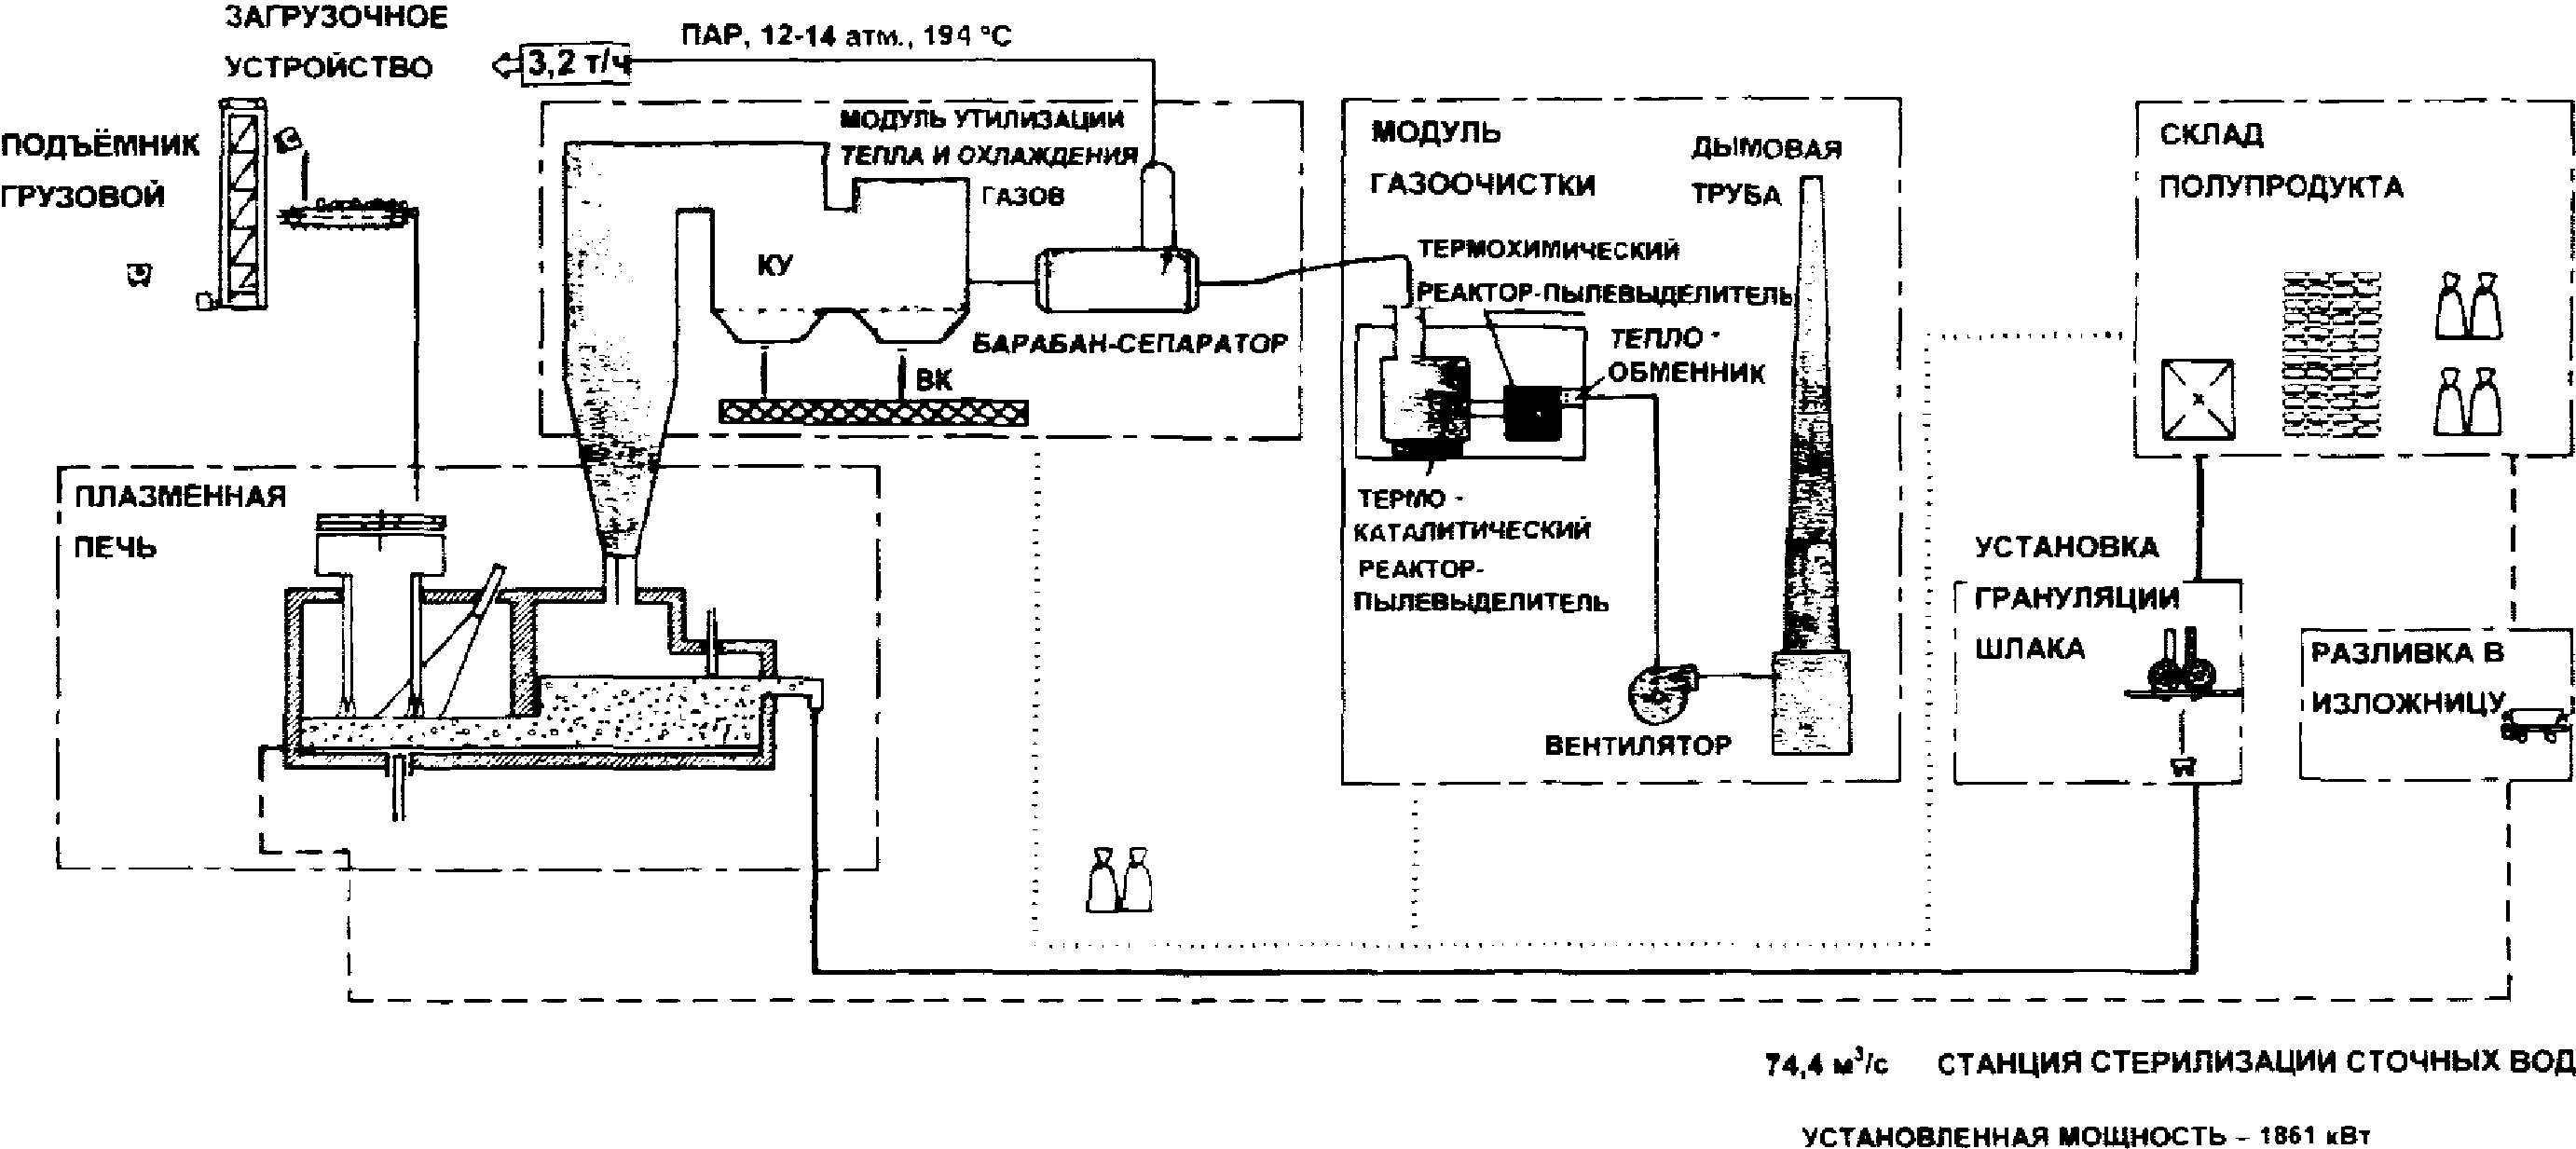 ЗАГРУЗОЧНОЕ
УСТРОЙСТВО
ПОДЪЁМНИК
ГРУЗОВОЙ
3,2 т/ч
ПАР, 12-14 атм., 194 °С
МОДУЛЬ УТИЛИЗАЦИИ
ТЕПЛА И ОХЛАЖДЕНИЯ
ГАЗОВ
КУ
БАРАБАН-СЕПАРАТОР
ВК
ПЛАЗМЕННАЯ
ПЕЧЬ
МОДУЛЬ
ГАЗООЧИСТКИ
ДЫМОВАЯ
ТРУБА
ТЕРМОХИМИЧЕСКИЙ
РЕАКТОР-ПЫЛЕВЫДЕЛИТЕЛЬ
ТЕПЛО -
ОБМЕННИК
ТЕРМО -
КАТАЛИТИЧЕСКИЙ
РЕАКТОР-
ПЫЛЕВЫДЕЛИТЕЛЬ
ВЕНТИЛЯТОР
СКЛАД
ПОЛУПРОДУКТА
УСТАНОВКА
ГРАНУЛЯЦИИ
ШЛАКА
РАЗЛИВКА В
ИЗЛОЖНИЦУ
74,4 м³/с СТАНЦИЯ СТЕРИЛИЗАЦИИ СТОЧНЫХ ВОД
УСТАНОВЛЕННАЯ МОЩНОСТЬ – 1861 кВт